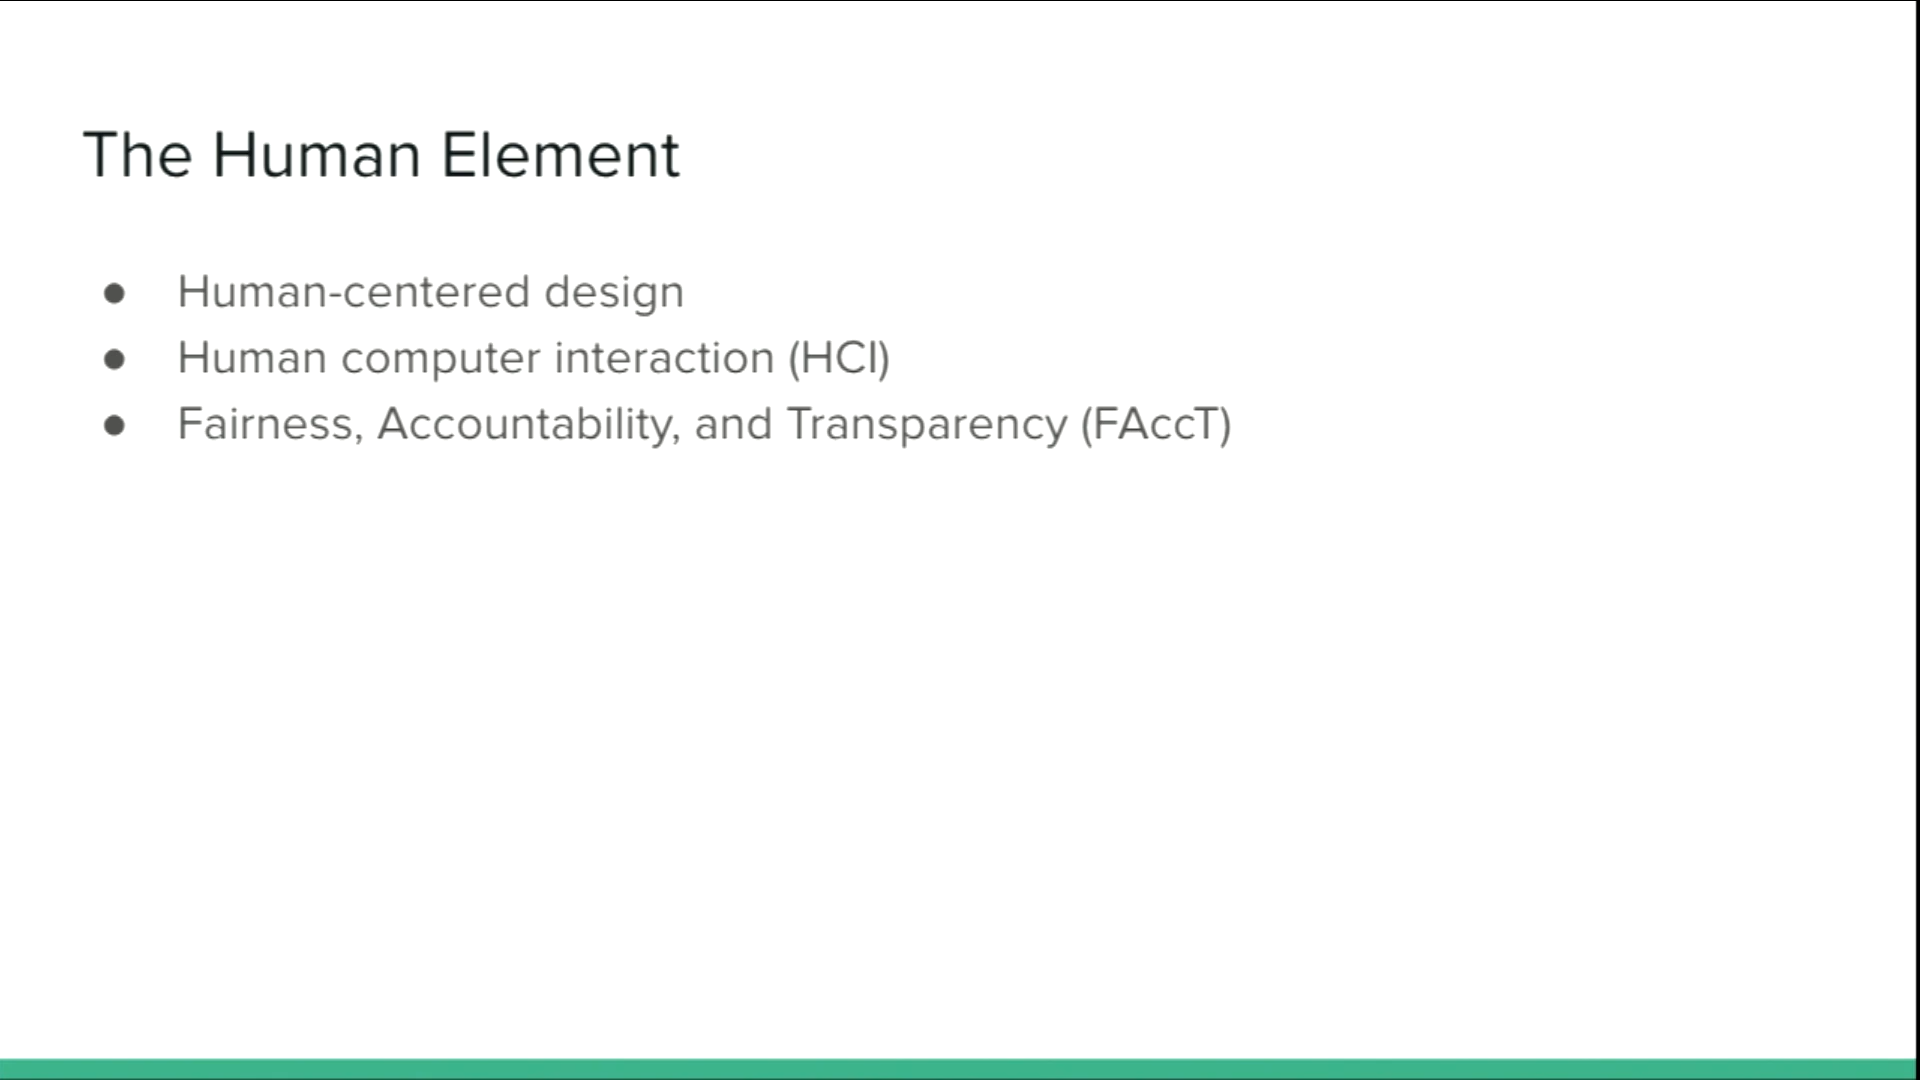 The Human Element
● Human-centered design
● Human computer interaction (HCI)
● Fairness, Accountability, and Transparency (FAccT)